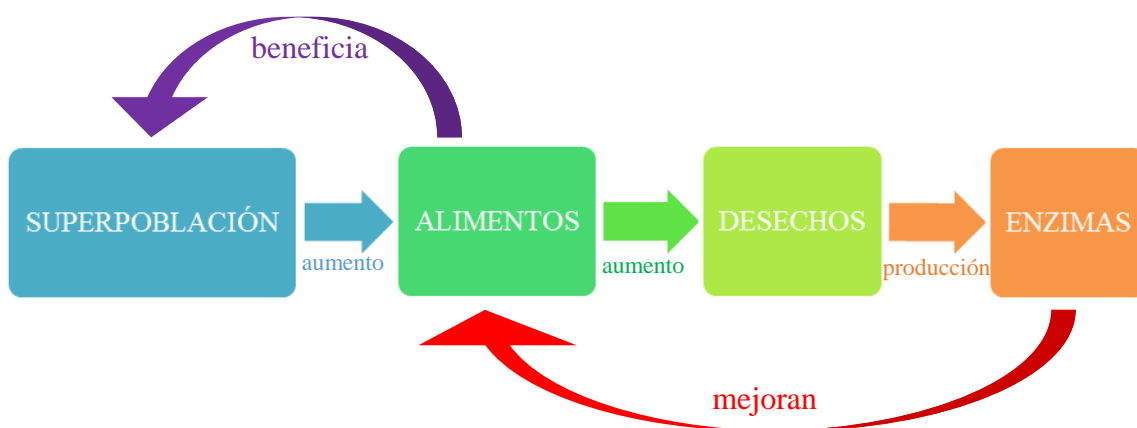 beneficia
SUPERPOBLACIÓN
aumento
ALIMENTOS
aumento
DESECHOS
producción
ENZIMAS
mejoran